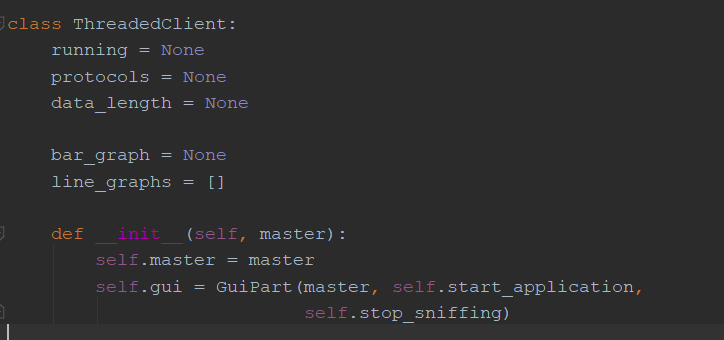 class ThreadedClient:
    running = None
    protocols = None
    data_length = None

    bar_graph = None
    line_graphs = []

    def __init__(self, master):
        self.master = master
        self.gui = GuiPart(master, self.start_application,
                           self.stop_sniffing)